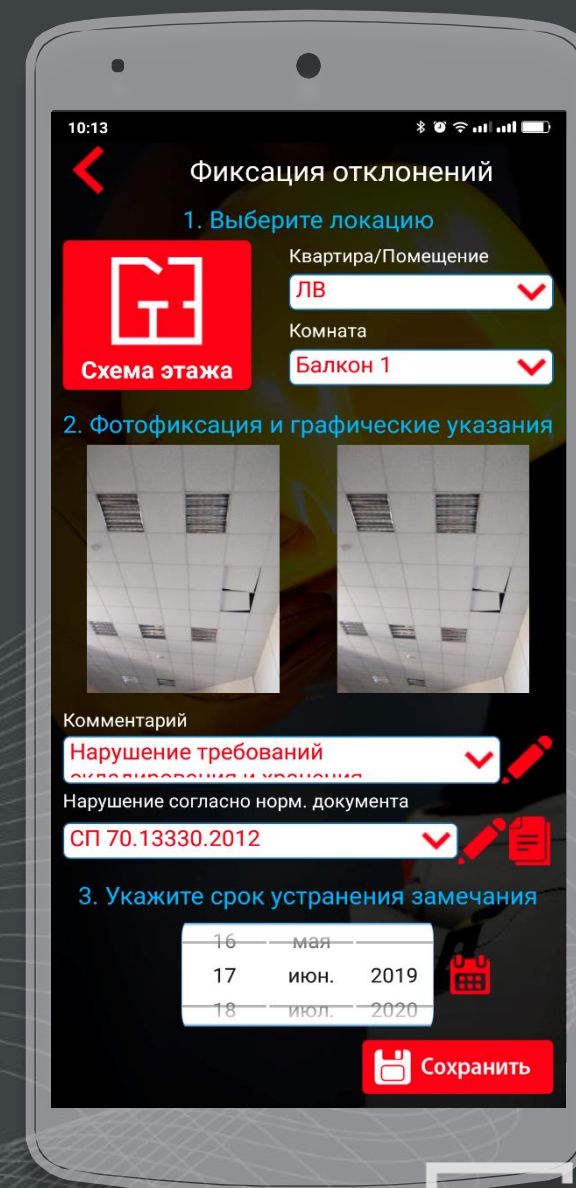 10:13
Фиксация отклонений
1. Выберите локацию
Схема этажа
Квартира/Помещение
ЛВ
Комната
Балкон 1
2. Фотофиксация и графические указания
Комментарий
Нарушение требований
складирования и хранения
Нарушение согласно норм. документа
СП 70.13330.2012
3. Укажите срок устранения замечания
16 мая
17 июн. 2019
18 июл. 2020
Сохранить